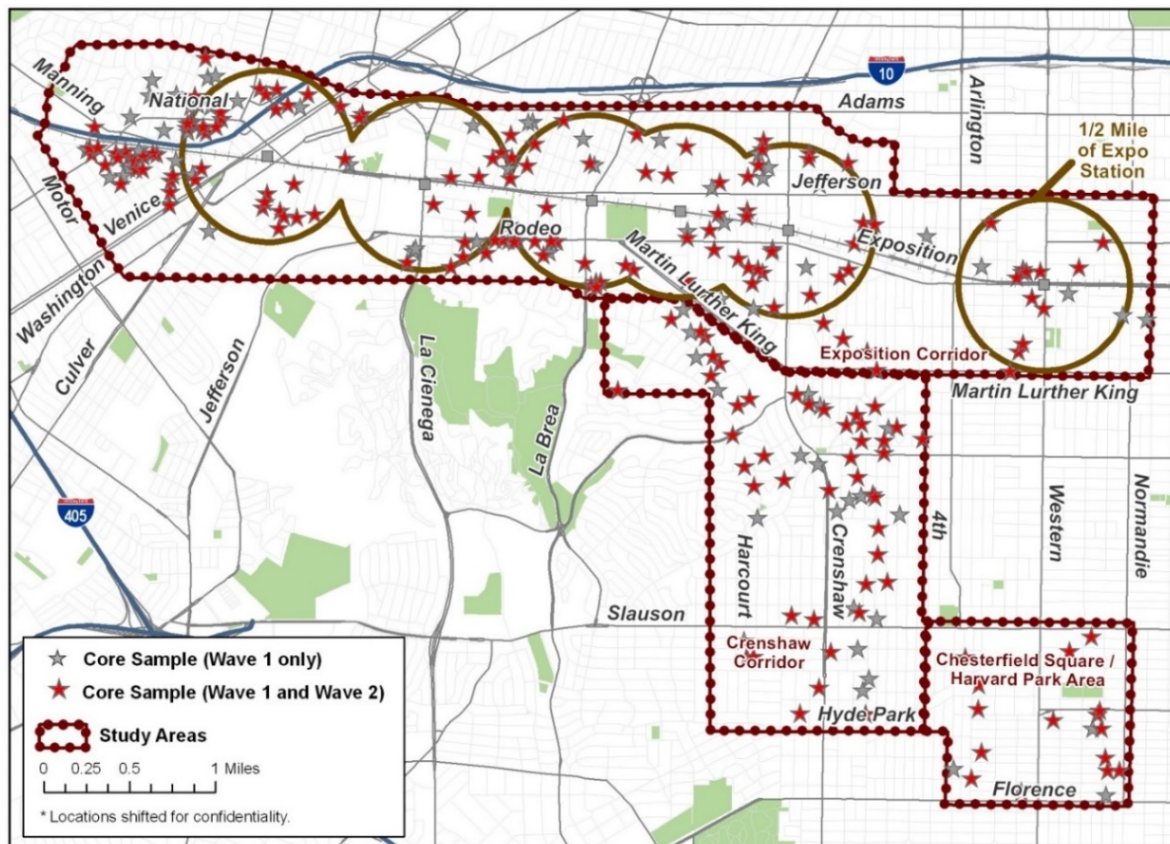 10
Adams
Arlington
1/2 Mile
of Expo
Station
Manning
National
Motor
Venice
Jefferson
Rodeo
Exposition
Martin Lurther King
Washington
Culver
Jefferson
La Cienega
La Brea
Exposition Corridor
Martin Lurther King
405
Harcourt
Crenshaw
4th
Western
Normandie
Slauson
Crenshaw
Corridor
Chesterfield Square /
Harvard Park Area
Hyde Park
Florence
Core Sample (Wave 1 only)
Core Sample (Wave 1 and Wave 2)
Study Areas
0 0.25 0.5 1 Miles
* Locations shifted for confidentiality.